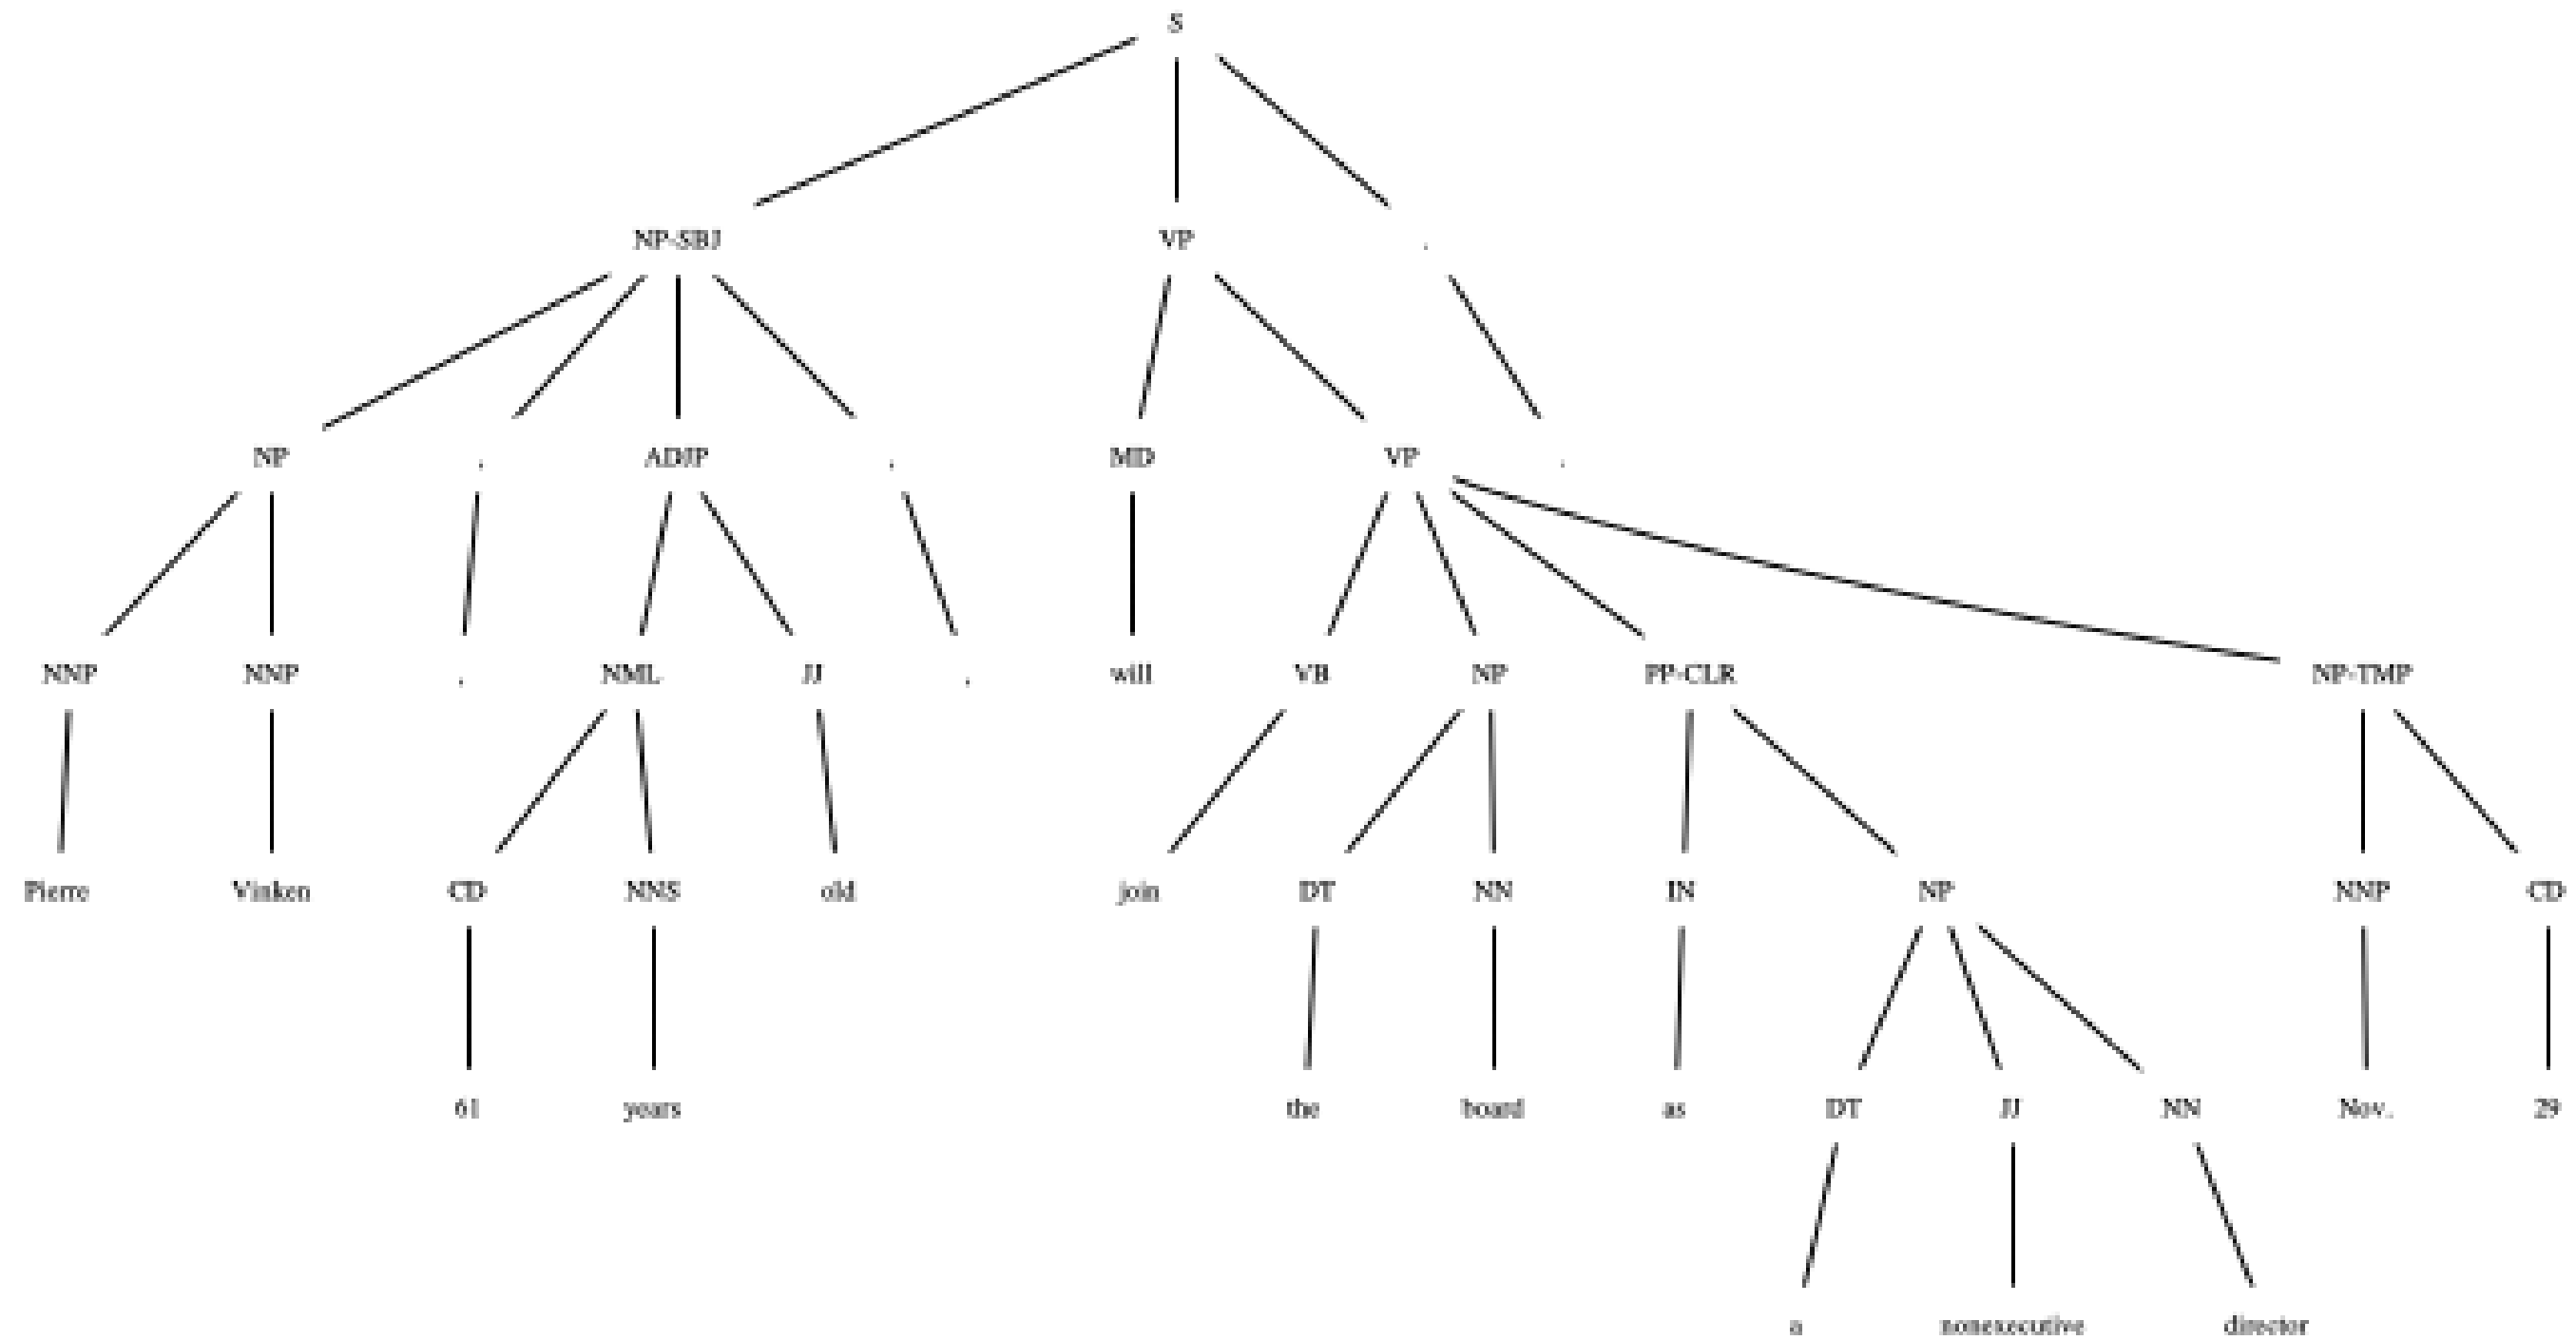 S
NP-SBJ VP .
NP , ADJP , MD VP .
NNP NNP , NML JJ , will VB NP PP-CLR NP-TMP
Pierre Vinken CD NNS old join DT NN IN NP NNP CD
61 years the board as DT JJ NN Nov. 29
a nonexecutive director